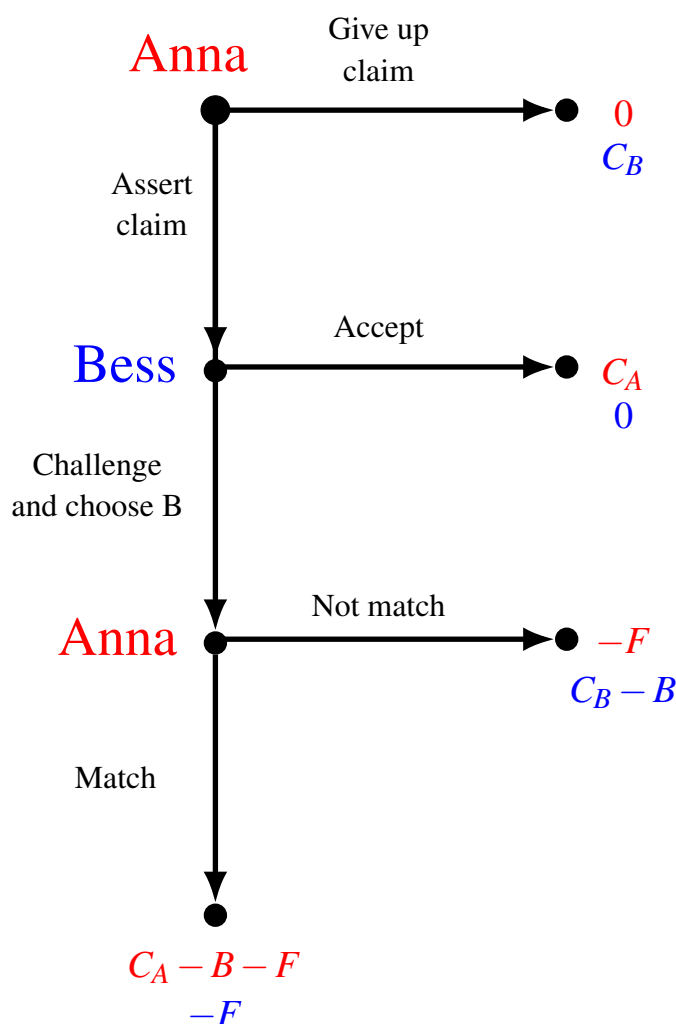 Anna
Give up
claim
0
C_B
Assert
claim
Bess
Accept
C_A
0
Challenge
and choose B
Anna
Not match
−F
C_B − B
Match
C_A − B − F
−F